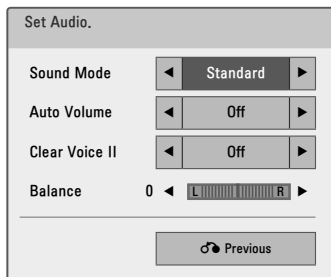 Set Audio.
Sound Mode ◄ Standard ►
Auto Volume ◄ Off ►
Clear Voice II ◄ Off ►
Balance 0 ◄ L R ►
Previous